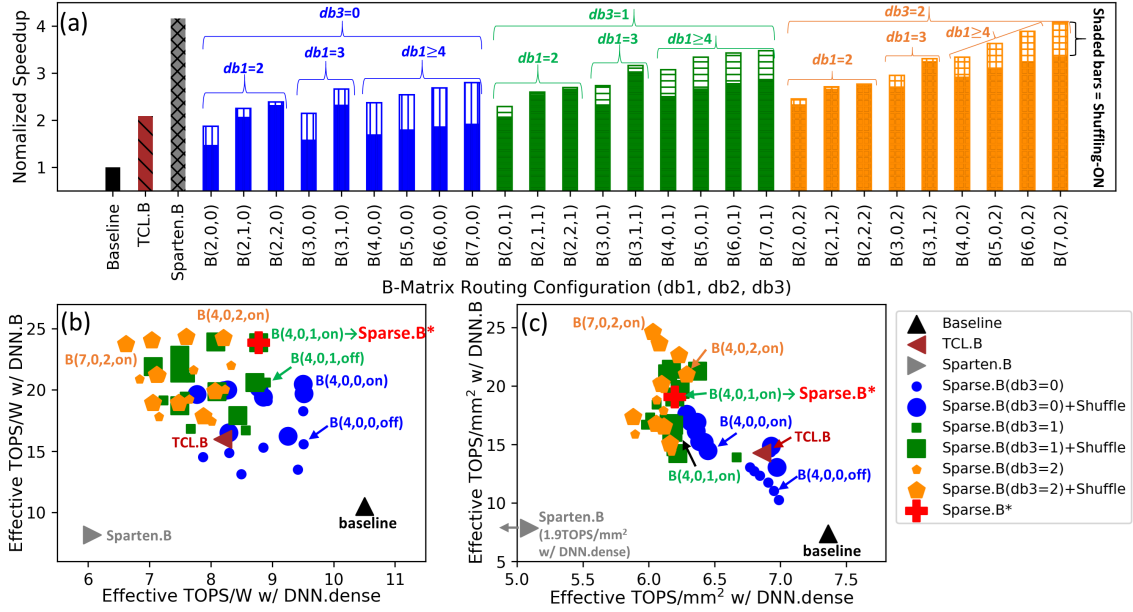 (a)
Nomalized Speedup
4
3
2
1
db3=0
db1=2
db1=3
db1≥4
db3=1
db1=2
db1=3
db1≥4
db3=2
db1=2
db1=3
db1≥4
Shaded bars = Shuffling-ON
Baseline
TCL.B
Sparten.B
B(2,0,0)
B(2,1,0)
B(2,2,0)
B(3,0,0)
B(3,1,0)
B(4,0,0)
B(5,0,0)
B(6,0,0)
B(7,0,0)
B(2,0,1)
B(2,1,1)
B(2,2,1)
B(3,0,1)
B(3,1,1)
B(4,0,1)
B(5,0,1)
B(6,0,1)
B(7,0,1)
B(2,0,2)
B(2,1,2)
B(2,2,2)
B(3,0,2)
B(3,1,2)
B(4,0,2)
B(5,0,2)
B(6,0,2)
B(7,0,2)
B-Matrix Routing Configuration (db1, db2, db3)
(b)
Effective TOPS/W w/ DNN.B
25
20
15
10
B(4,0,2,on)
B(4,0,1,on)→Sparse.B*
B(7,0,2,on)
B(4,0,1,off)
B(4,0,0,on)
TCL.B
B(4,0,0,off)
baseline
Sparten.B
6
7
8
9
10
11
Effective TOPS/W w/ DNN.dense
(c)
Effective TOPS/mm² w/ DNN.B
25
20
15
10
5
B(7,0,2,on)
B(4,0,2,on)
B(4,0,1,on)→Sparse.B*
B(4,0,0,on)
TCL.B
B(4,0,1,on)
B(4,0,0,off)
Sparten.B
(1.9TOPS/mm²
w/ DNN.dense)
baseline
5.0
5.5
6.0
6.5
7.0
7.5
Effective TOPS/mm² w/ DNN.dense
Baseline
TCL.B
Sparten.B
Sparse.B(db3=0)
Sparse.B(db3=0)+Shuffle
Sparse.B(db3=1)
Sparse.B(db3=1)+Shuffle
Sparse.B(db3=2)
Sparse.B(db3=2)+Shuffle
Sparse.B*